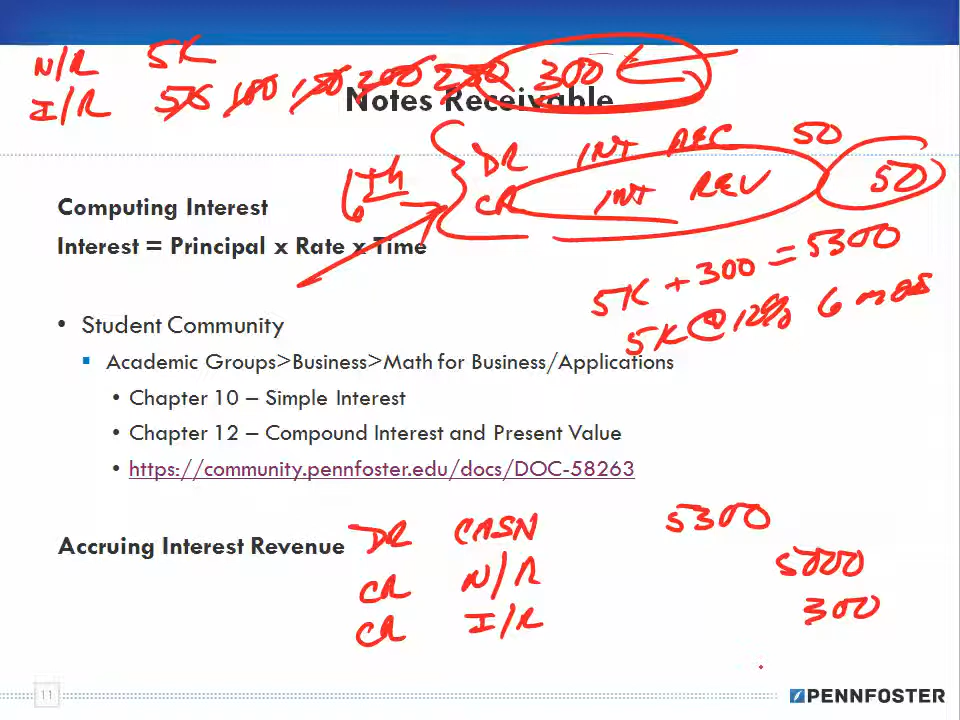 N/R 5K
I/R 5K 100 150 200 250 300
Notes Receivable
DR INT REC 50
6th CR INT REV 50
Computing Interest
Interest = Principal x Rate x Time
5K + 300 = 5300
5K @ 12% 6 mos
• Student Community
▪ Academic Groups>Business>Math for Business/Applications
• Chapter 10 – Simple Interest
• Chapter 12 – Compound Interest and Present Value
• https://community.pennfoster.edu/docs/DOC-58263
Accruing Interest Revenue
DR CASH 5300
CR N/R 5000
CR I/R 300
11
PENNFOSTER